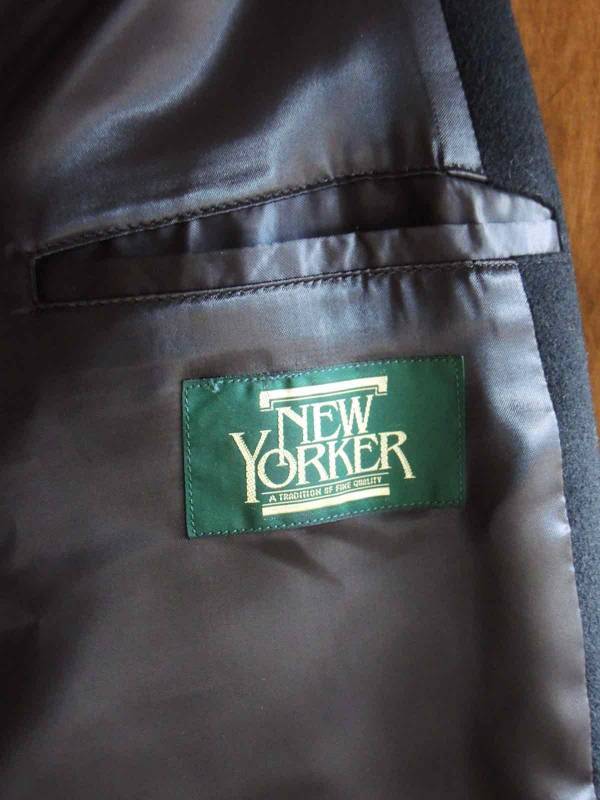 NEW
YORKER
A TRADITION OF FINE QUALITY